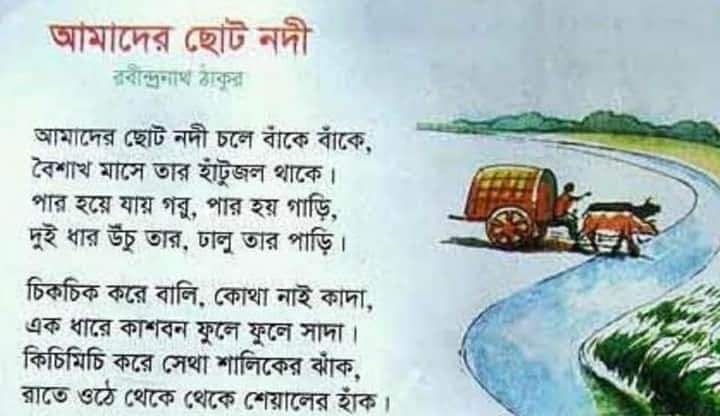 আমাদের ছোট নদী
রবীন্দ্রনাথ ঠাকুর
আমাদের ছোট নদী চলে বাঁকে বাঁকে,
বৈশাখ মাসে তার হাঁটুজল থাকে।
পার হয়ে যায় গরু, পার হয় গাড়ি,
দুই ধার উঁচু তার, ঢালু তার পাড়ি।
চিকচিক করে বালি, কোথা নাই কাদা,
এক ধারে কাশবন ফুলে ফুলে সাদা।
কিচিমিচি করে সেথা শালিকের ঝাঁক,
রাতে ওঠে থেকে থেকে শেয়ালের হাঁক।